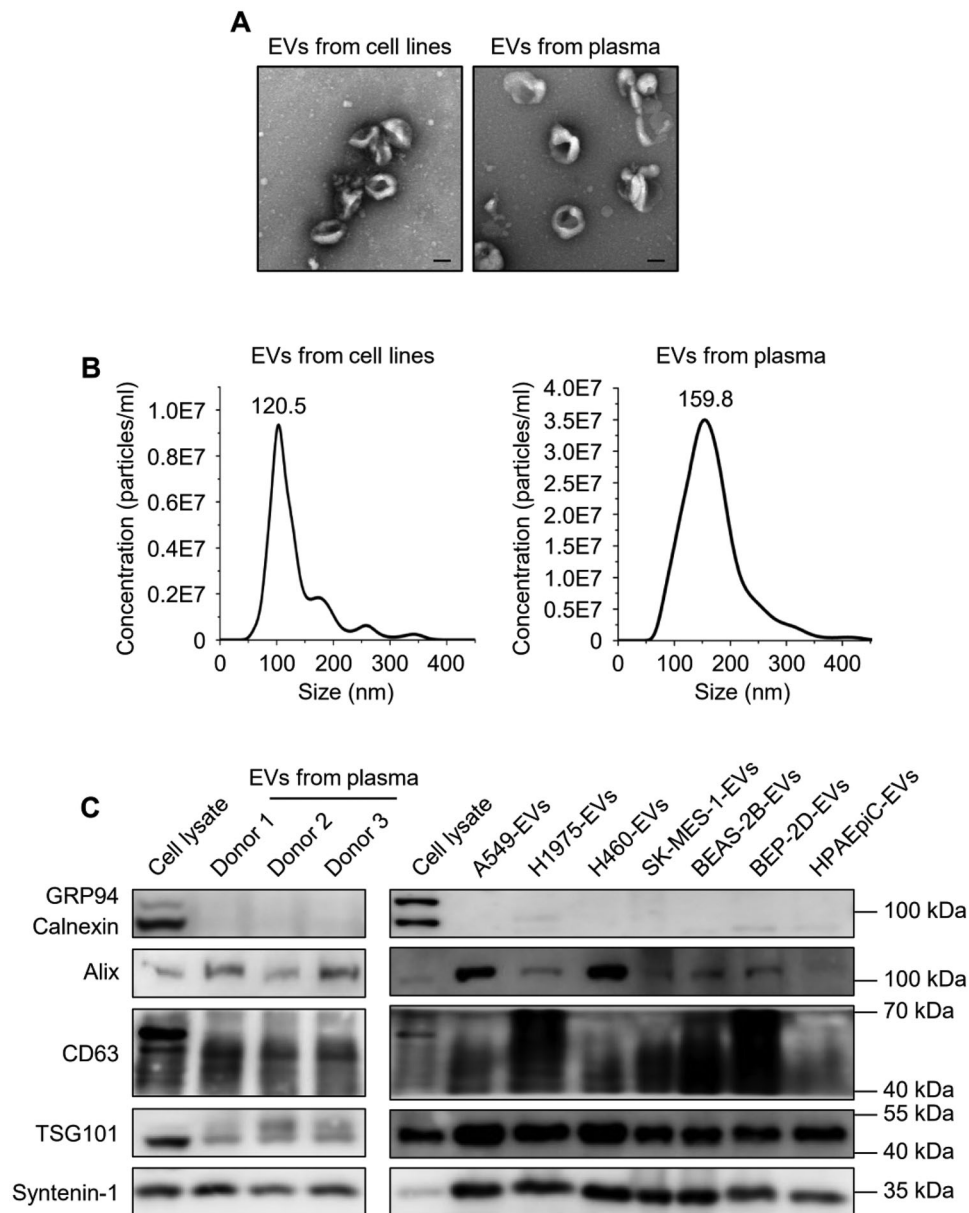 A
EVs from cell lines
EVs from plasma
B
EVs from cell lines
EVs from plasma
Concentration (particles/ml)
1.0E7
0.8E7
0.6E7
0.4E7
0.2E7
0
120.5
0 100 200 300 400
Size (nm)
Concentration (particles/ml)
4.0E7
3.5E7
3.0E7
2.5E7
2.0E7
1.5E7
1.0E7
0.5E7
0
159.8
0 100 200 300 400
Size (nm)
C
EVs from plasma
Cell lysate
Donor 1
Donor 2
Donor 3
Cell lysate
A549-EVs
H1975-EVs
H460-EVs
SK-MES-1-EVs
BEAS-2B-EVs
BEP-2D-EVs
HPAEpiC-EVs
GRP94
Calnexin
100 kDa
Alix
100 kDa
CD63
70 kDa
40 kDa
TSG101
55 kDa
40 kDa
Syntenin-1
35 kDa